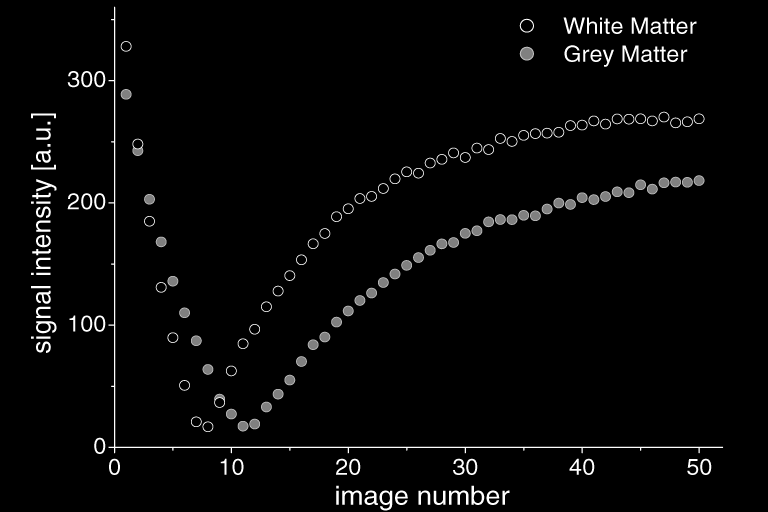 White Matter
Grey Matter
signal intensity [a.u.]
300
200
100
0
0 10 20 30 40 50
image number